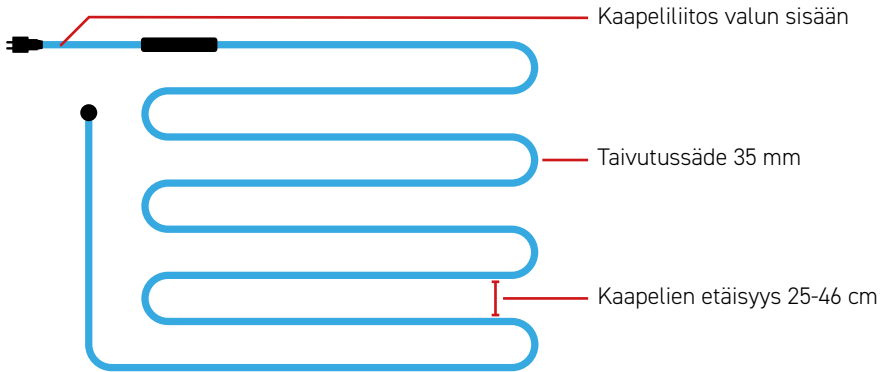 Kaapeliliitos valun sisään
Taivutussäde 35 mm
Kaapelien etäisyys 25-46 cm